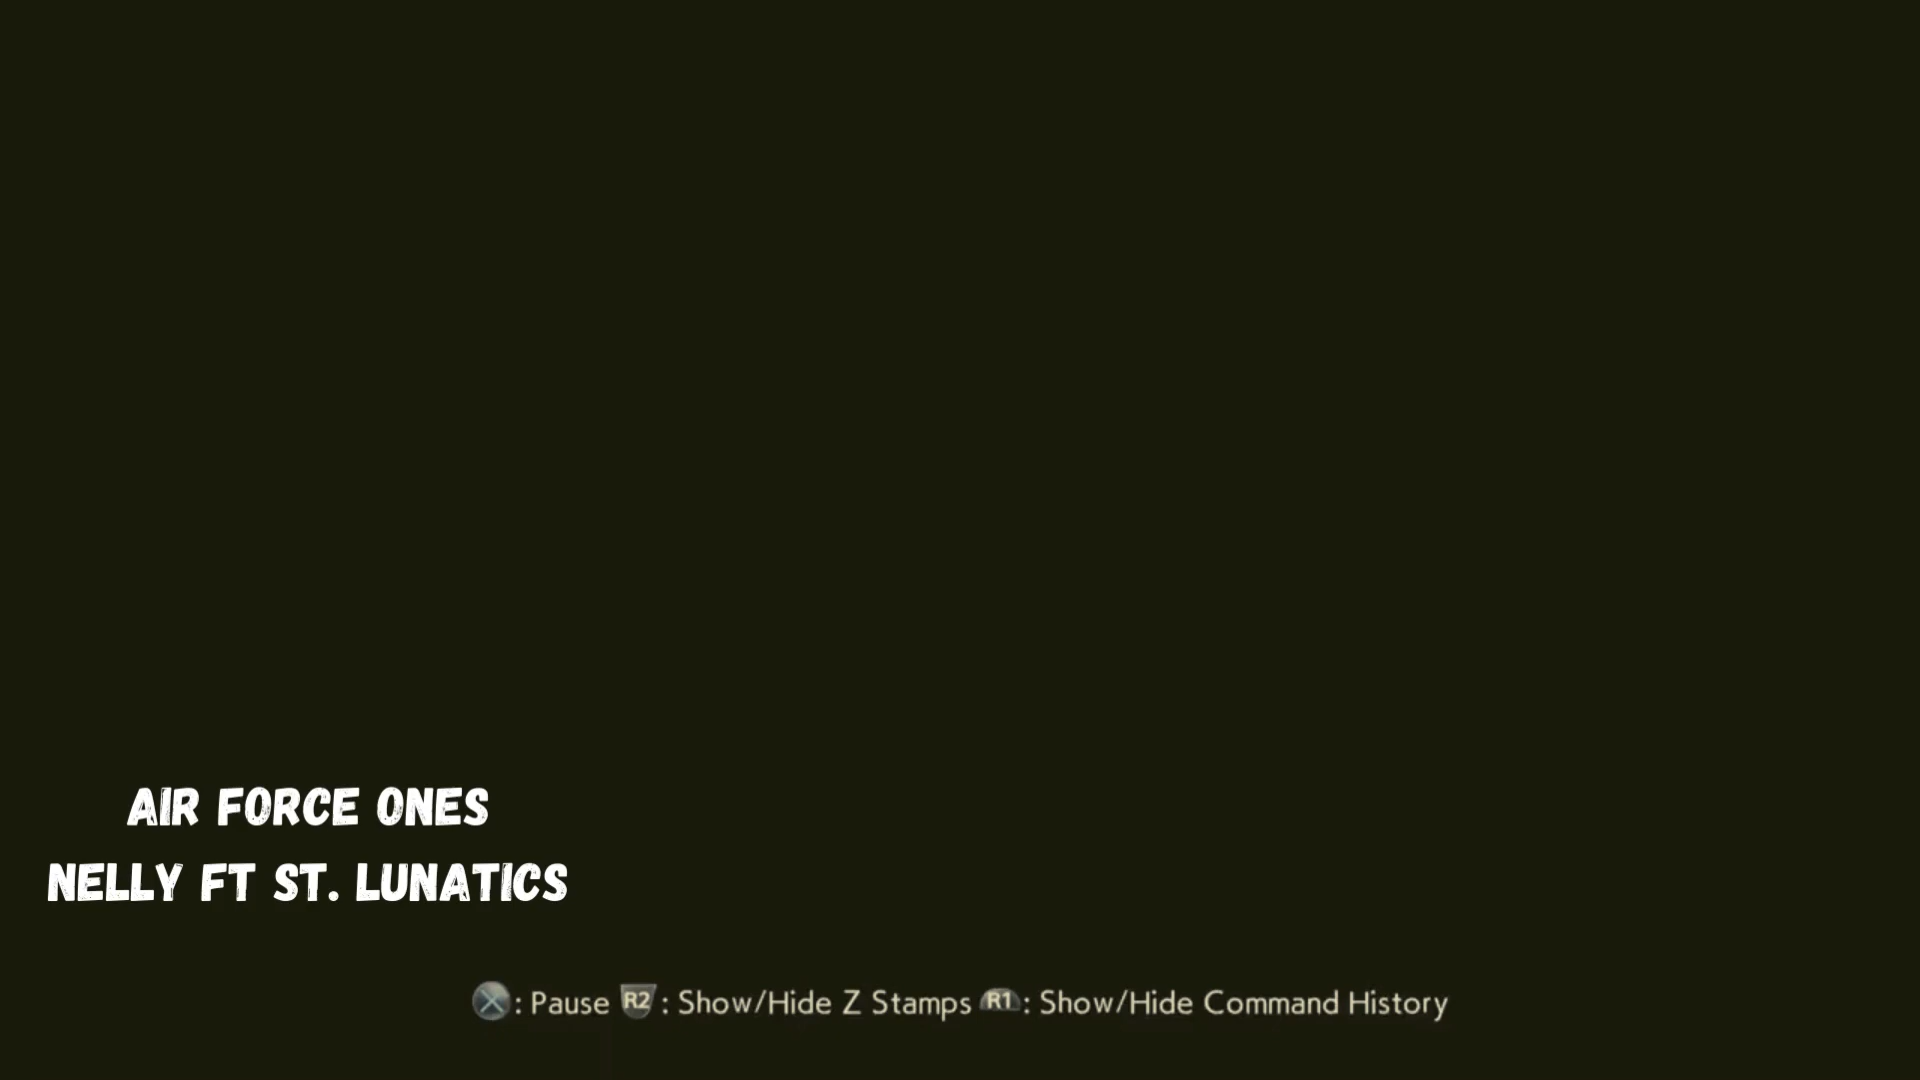 AIR FORCE ONES
NELLY FT ST. LUNATICS
: Pause R2 : Show/Hide Z Stamps R1 : Show/Hide Command History